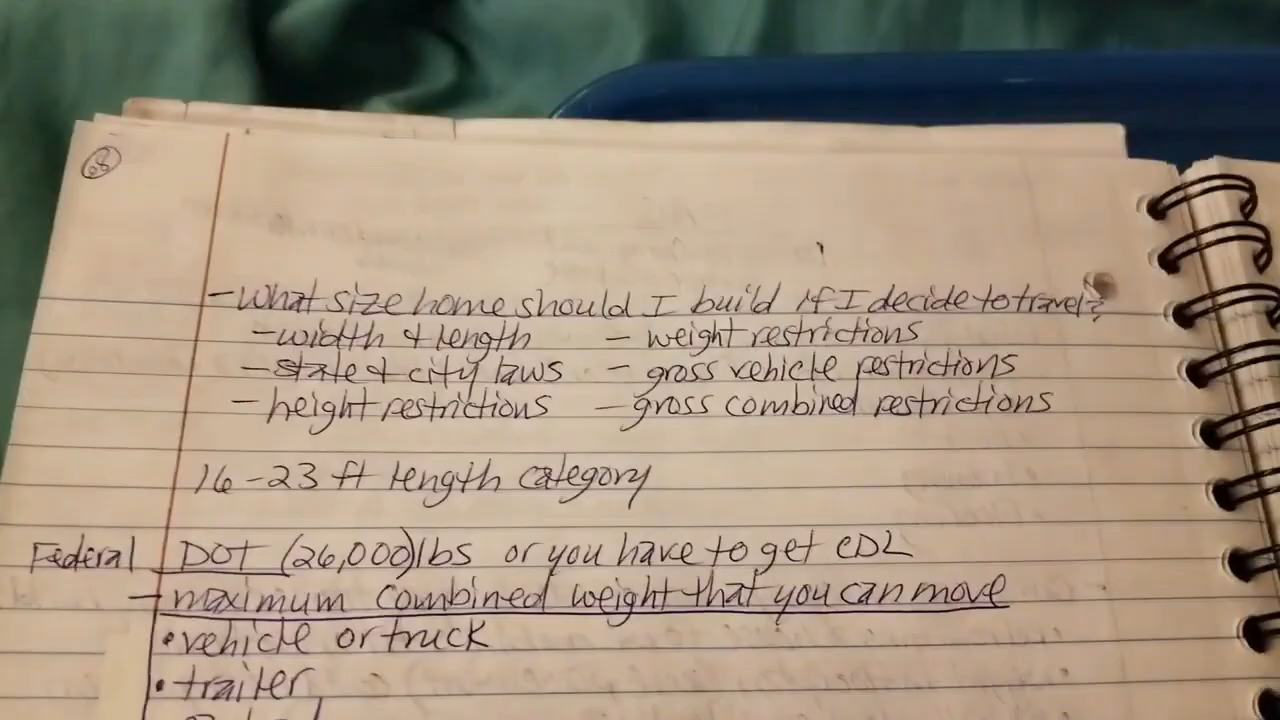 68
- What size home should I build if I decide to travel?
- width & length - weight restrictions
- state & city laws - gross vehicle restrictions
- height restrictions - gross combined restrictions
16-23 ft length category
Federal DOT (26,000) lbs or you have to get CDL
- maximum combined weight that you can move
• vehicle or truck
• trailer